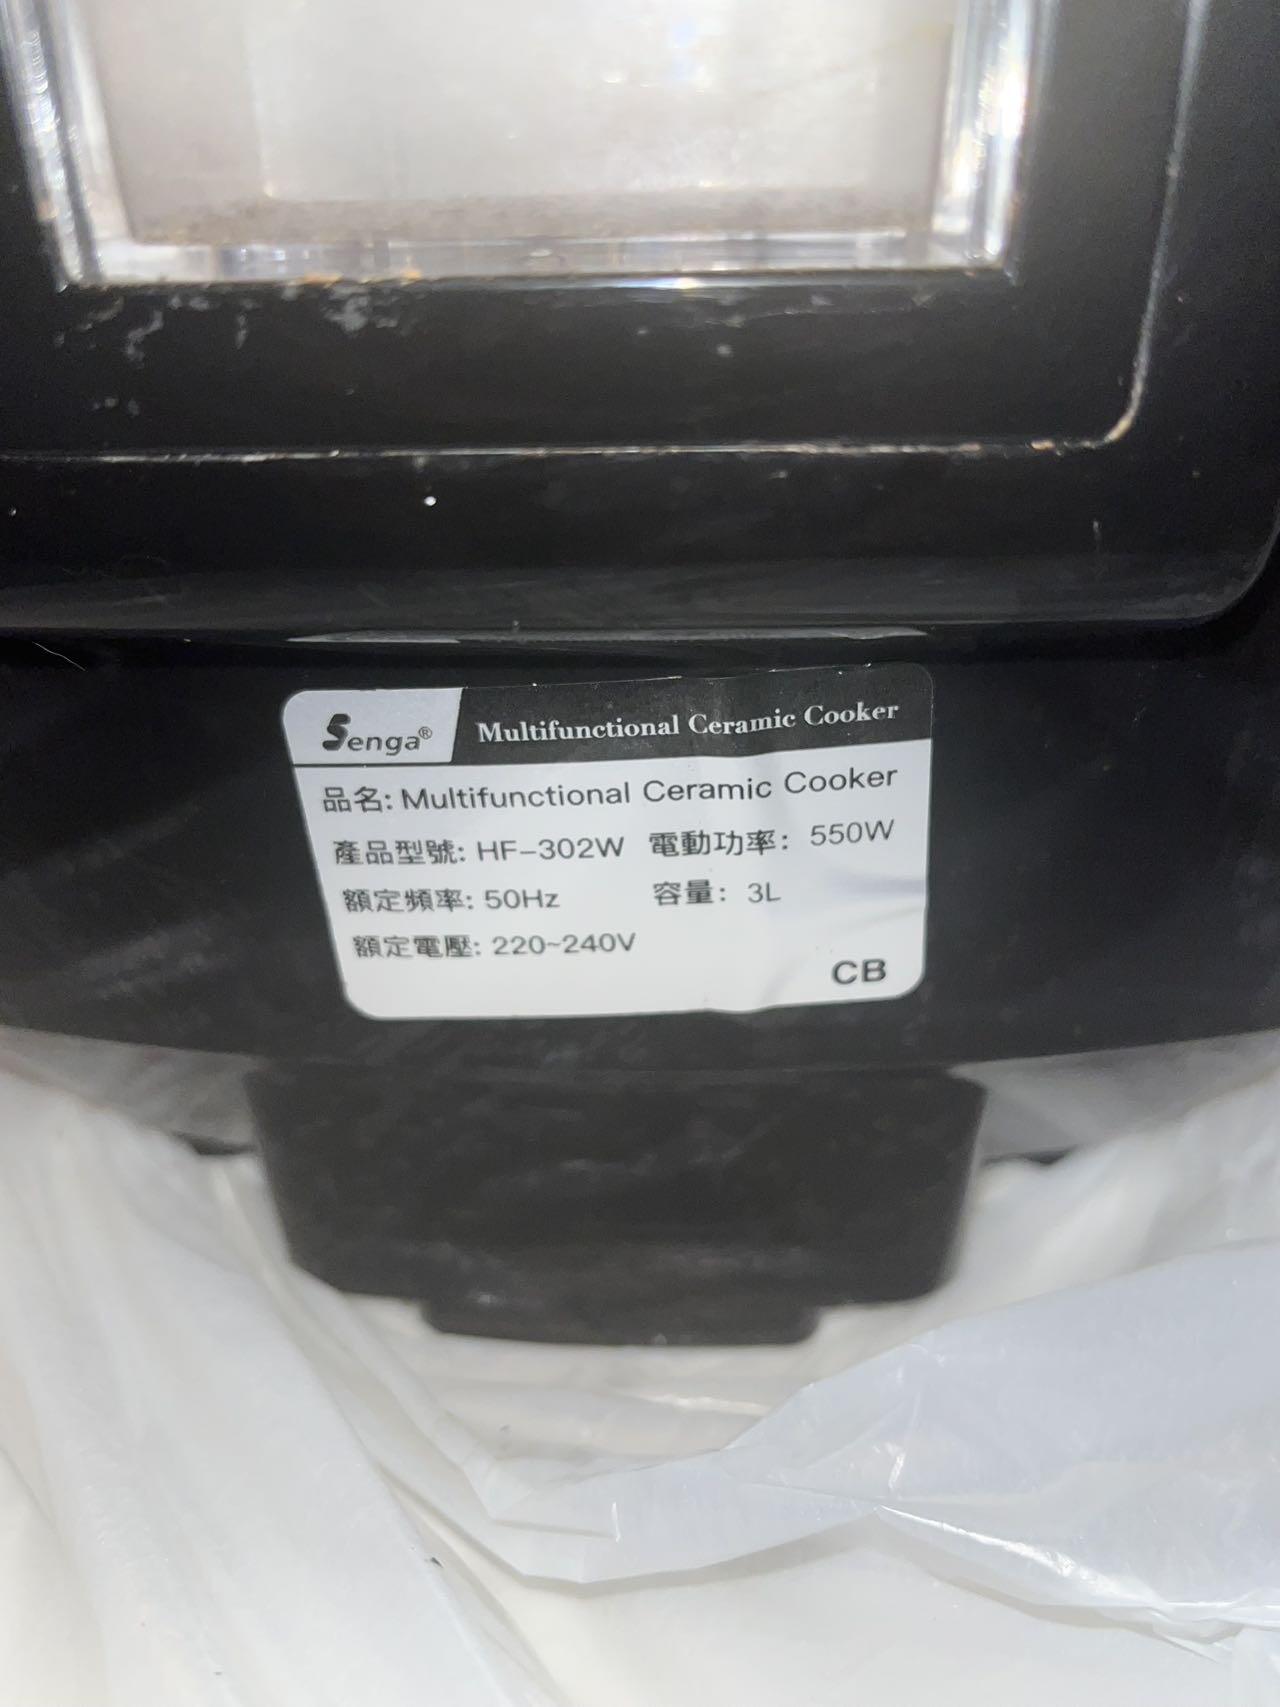 Senga® Multifunctional Ceramic Cooker
品名: Multifunctional Ceramic Cooker
產品型號: HF-302W 電動功率: 550W
額定頻率: 50Hz 容量: 3L
額定電壓: 220~240V
CB